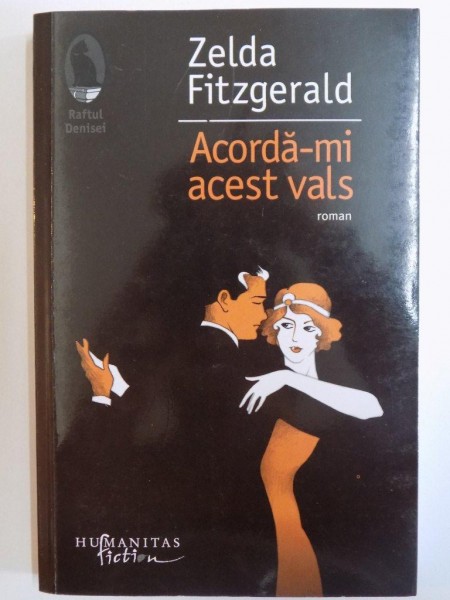 Raftul
Denisei
Zelda
Fitzgerald
Acordă-mi
acest vals
roman
HUMANITAS
fiction